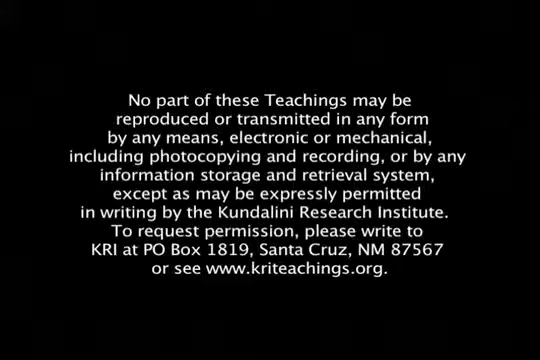 No part of these Teachings may be
reproduced or transmitted in any form
by any means, electronic or mechanical,
including photocopying and recording, or by any
information storage and retrieval system,
except as may be expressly permitted
in writing by the Kundalini Research Institute.
To request permission, please write to
KRI at PO Box 1819, Santa Cruz, NM 87567
or see www.kriteachings.org.